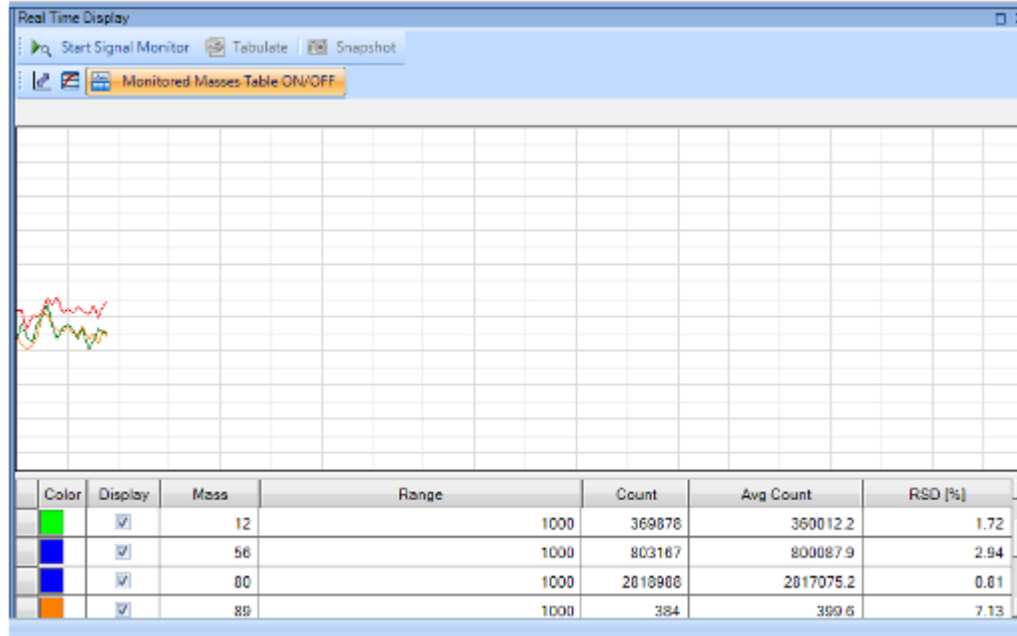 Real Time Display
Start Signal Monitor Tabulate Snapshot
Monitored Masses Table ON/OFF
Color Display Mass Range Count Avg Count RSD [%]
12 1000 369878 360012.2 1.72
56 1000 803167 800087.9 2.94
80 1000 2818988 2817075.2 0.81
89 1000 384 399.6 7.13